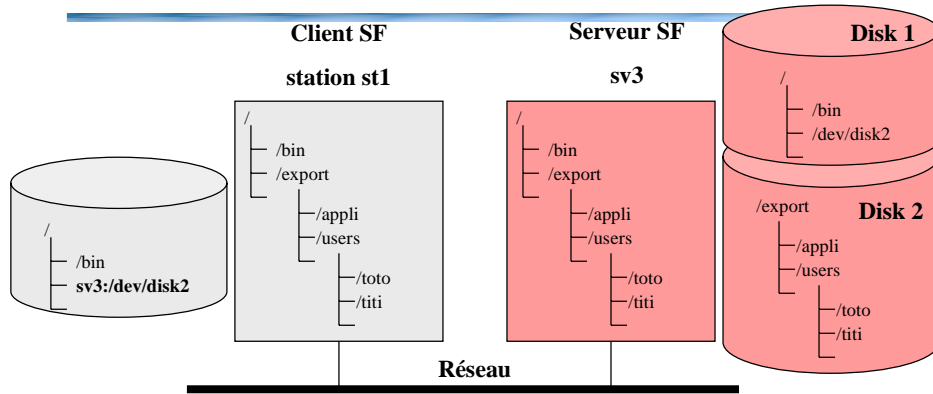 Client SF
station st1
Serveur SF
sv3
Disk 1
/
/bin
/dev/disk2
/
/bin
/export
/appli
/users
/toto
/titi
/
/bin
/export
/appli
/users
/toto
/titi
/
/bin
sv3:/dev/disk2
/export
Disk 2
/appli
/users
/toto
/titi
Réseau